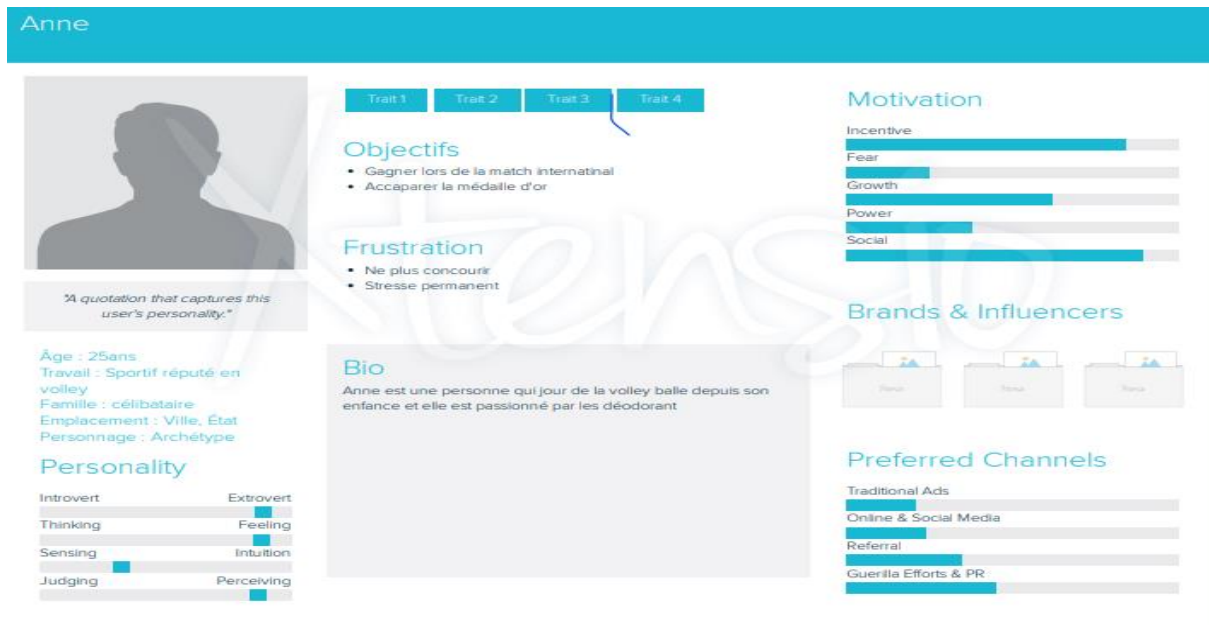 Anne
Trait 1 Trait 2 Trait 3 Trait 4
Objectifs
• Gagner lors de la match internatinal
• Accaparer la médaille d'or
Frustration
• Ne plus concourir
• Stresse permanent
"A quotation that captures this
user's personality."
Âge : 25ans
Travail : Sportif réputé en
volley
Famille : célibataire
Emplacement : Ville, État
Personnage : Archétype
Personality
Introvert Extrovert
Thinking Feeling
Sensing Intuition
Judging Perceiving
Bio
Anne est une personne qui jour de la volley balle depuis son
enfance et elle est passionné par les déodorant
Motivation
Incentive
Fear
Growth
Power
Social
Brands & Influencers
Preferred Channels
Traditional Ads
Online & Social Media
Referral
Guerilla Efforts & PR
Xtensio